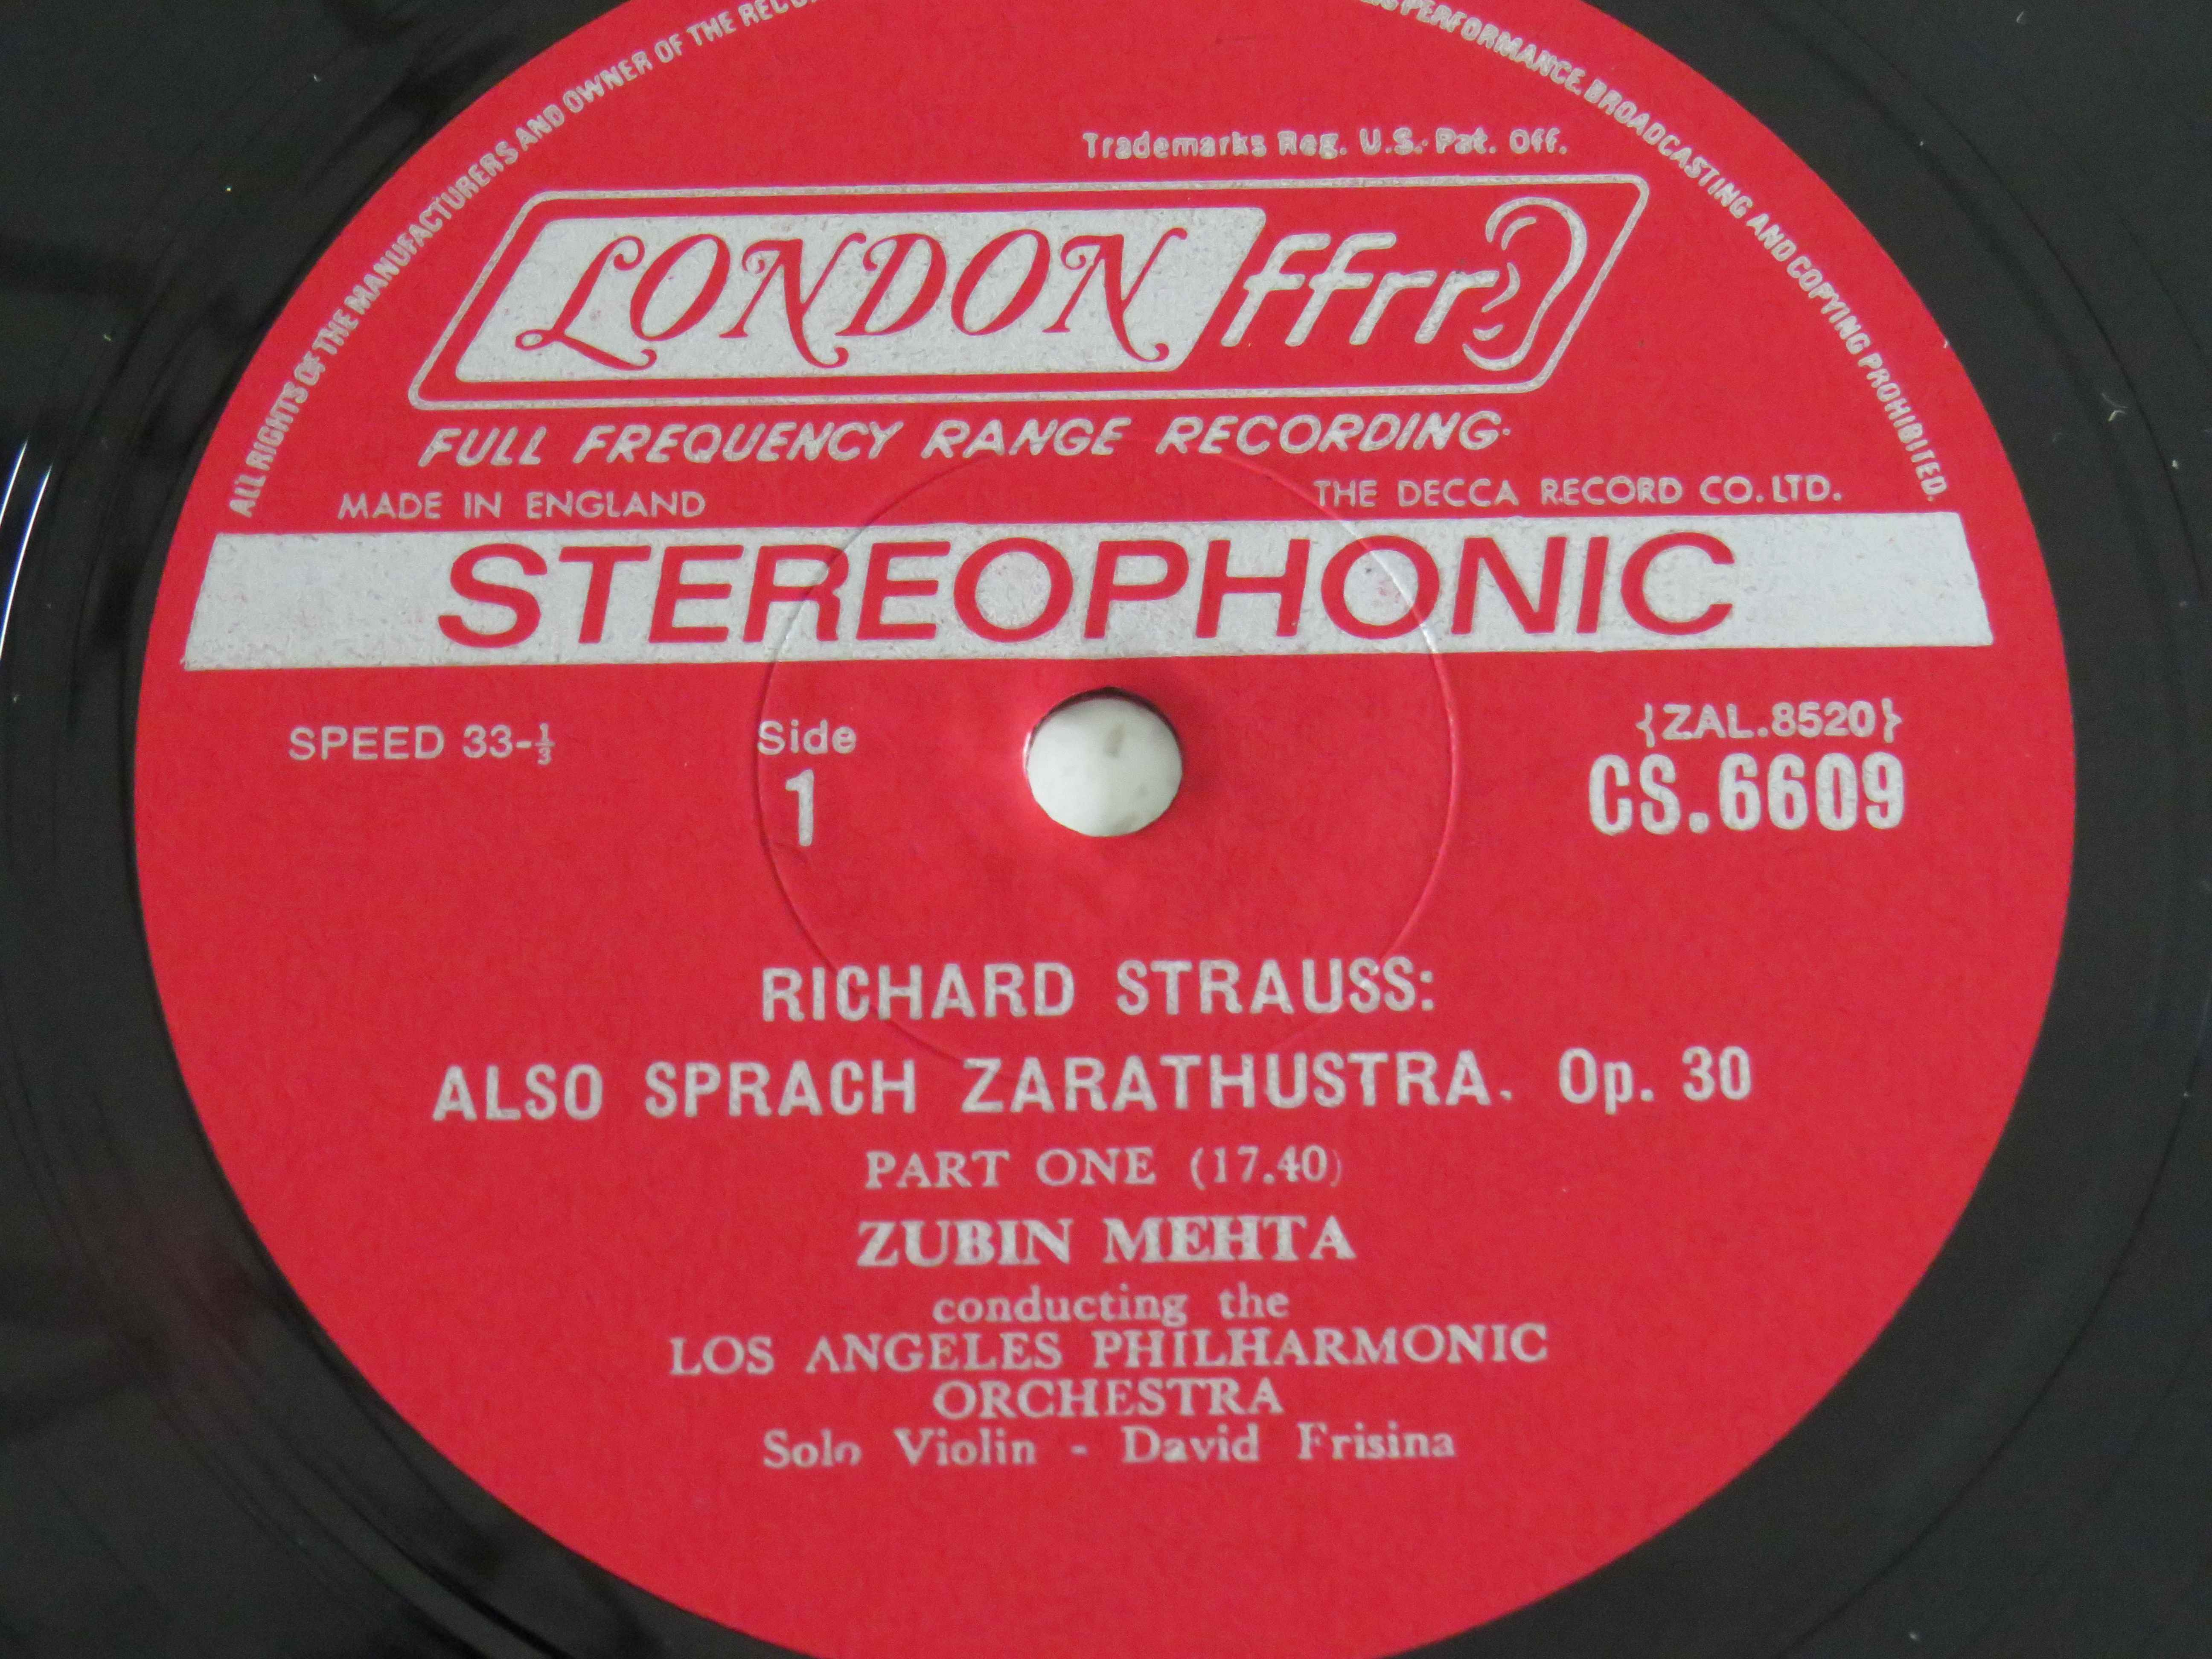 ALL RIGHTS OF THE MANUFACTURERS AND OWNER OF THE
PERFORMANCE, BROADCASTING AND COPYING PROHIBITED.
Trademarks Reg. U.S. Pat. Off.
LONDON ffrr
FULL FREQUENCY RANGE RECORDING
MADE IN ENGLAND
THE DECCA RECORD CO. LTD.
STEREOPHONIC
SPEED 33-⅓
Side
1
{ZAL.8520}
CS.6609
RICHARD STRAUSS:
ALSO SPRACH ZARATHUSTRA. Op. 30
PART ONE (17.40)
ZUBIN MEHTA
conducting the
LOS ANGELES PHILHARMONIC
ORCHESTRA
Solo Violin - David Frisina